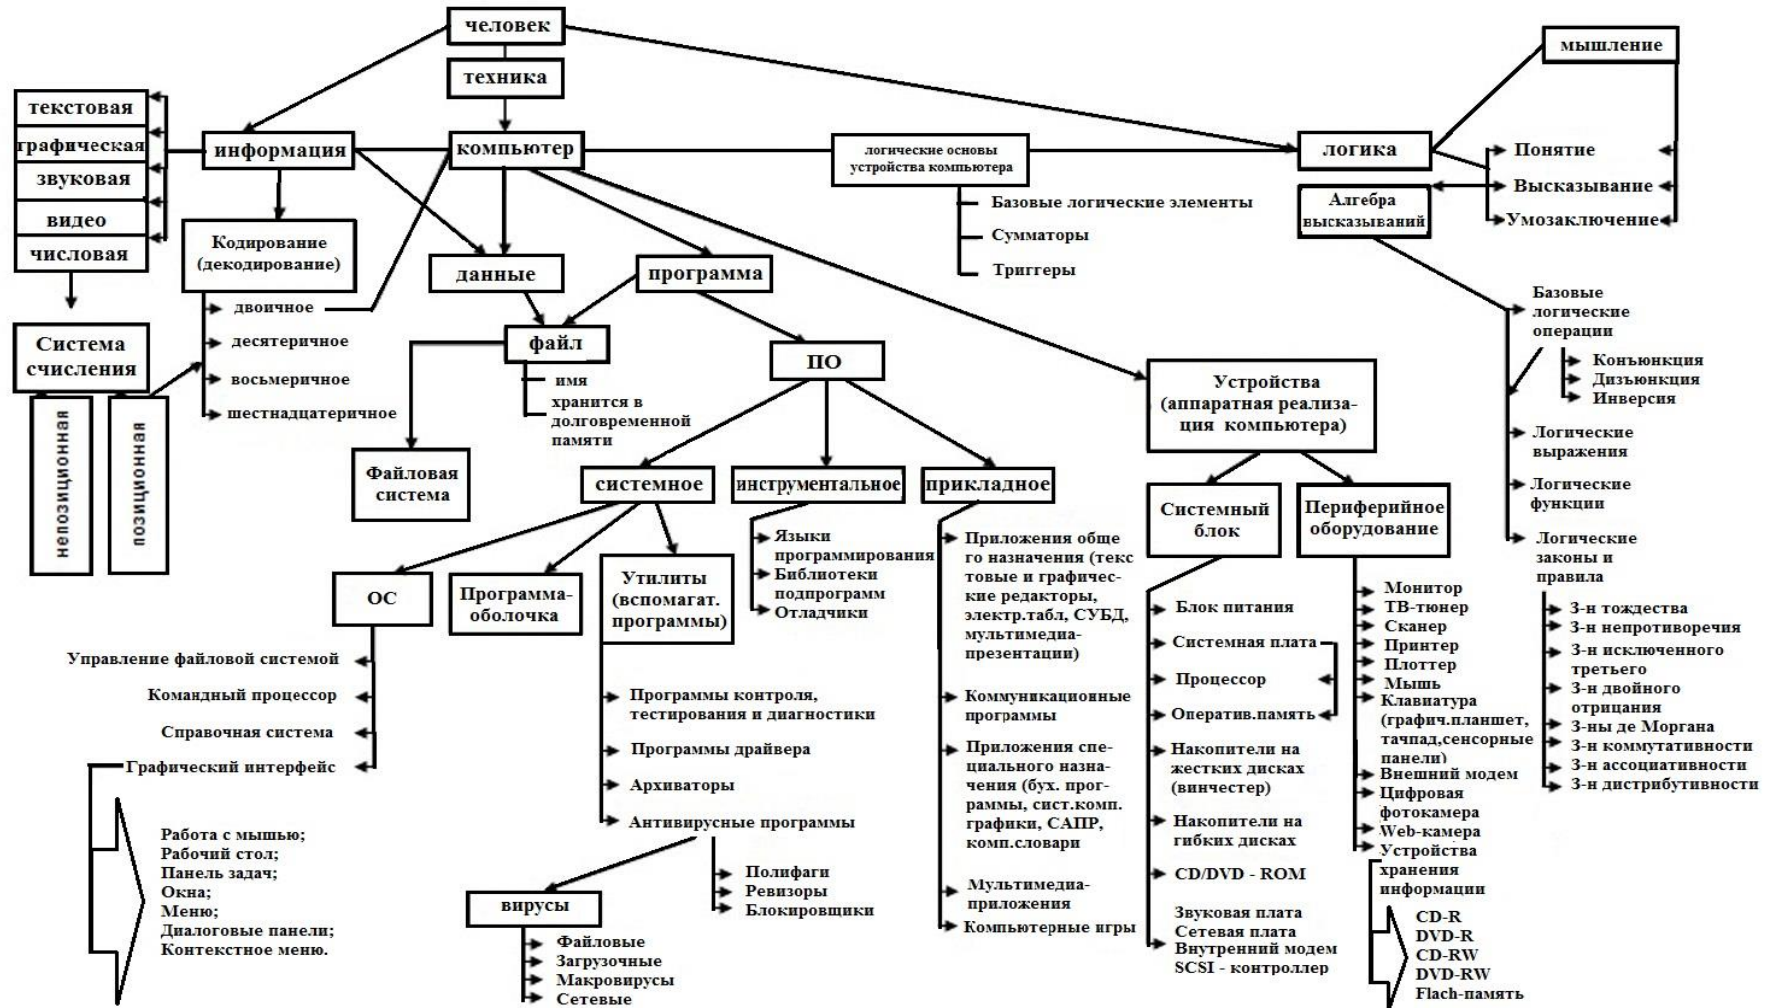 человек
техника
мышление
текстовая
графическая
звуковая
видео
числовая
информация
компьютер
логические основы
устройства компьютера
логика
Понятие
Высказывание
Умозаключение
Алгебра
высказываний
Базовые логические элементы
Сумматоры
Триггеры
Кодирование
(декодирование)
двоичное
десятеричное
восьмеричное
шестнадцатеричное
данные
программа
Система
счисления
непозиционная
позиционная
файл
имя
хранится в
долговременной
памяти
Файловая
система
ПО
Устройства
(аппаратная реализа-
ция компьютера)
Базовые
логические
операции
Конъюнкция
Дизъюнкция
Инверсия
Логические
выражения
Логические
функции
Логические
законы и
правила
З-н тождества
З-н непротиворечия
З-н исключенного
третьего
З-н двойного
отрицания
З-ны де Моргана
З-н коммутативности
З-н ассоциативности
З-н дистрибутивности
системное
инструментальное
прикладное
Системный
блок
Периферийное
оборудование
ОС
Программа-
оболочка
Утилиты
(вспомагат.
программы)
Языки
программирования
Библиотеки
подпрограмм
Отладчики
Приложения обще
го назначения (текс
товые и графичес-
кие редакторы,
электр.табл, СУБД,
мультимедиа-
презентации)
Коммуникационные
программы
Приложения спе-
циального назна-
чения (бух. прог-
раммы, сист.комп.
графики, САПР,
комп.словари
Мультимедиа-
приложения
Компьютерные игры
Управление файловой системой
Командный процессор
Справочная система
Графический интерфейс
Работа с мышью;
Рабочий стол;
Панель задач;
Окна;
Меню;
Диалоговые панели;
Контекстное меню.
Программы контроля,
тестирования и диагностики
Программы драйвера
Архиваторы
Антивирусные программы
Полифаги
Ревизоры
Блокировщики
вирусы
Файловые
Загрузочные
Макровирусы
Сетевые
Блок питания
Системная плата
Процессор
Оператив.память
Накопители на
жестких дисках
(винчестер)
Накопители на
гибких дисках
CD/DVD - ROM
Звуковая плата
Сетевая плата
Внутренний модем
SCSI - контроллер
Монитор
ТВ-тюнер
Сканер
Принтер
Плоттер
Мышь
Клавиатура
(графич.планшет,
тачпад,сенсорные
панели)
Внешний модем
Цифровая
фотокамера
Web-камера
Устройства
хранения
информации
CD-R
DVD-R
CD-RW
DVD-RW
Flach-память